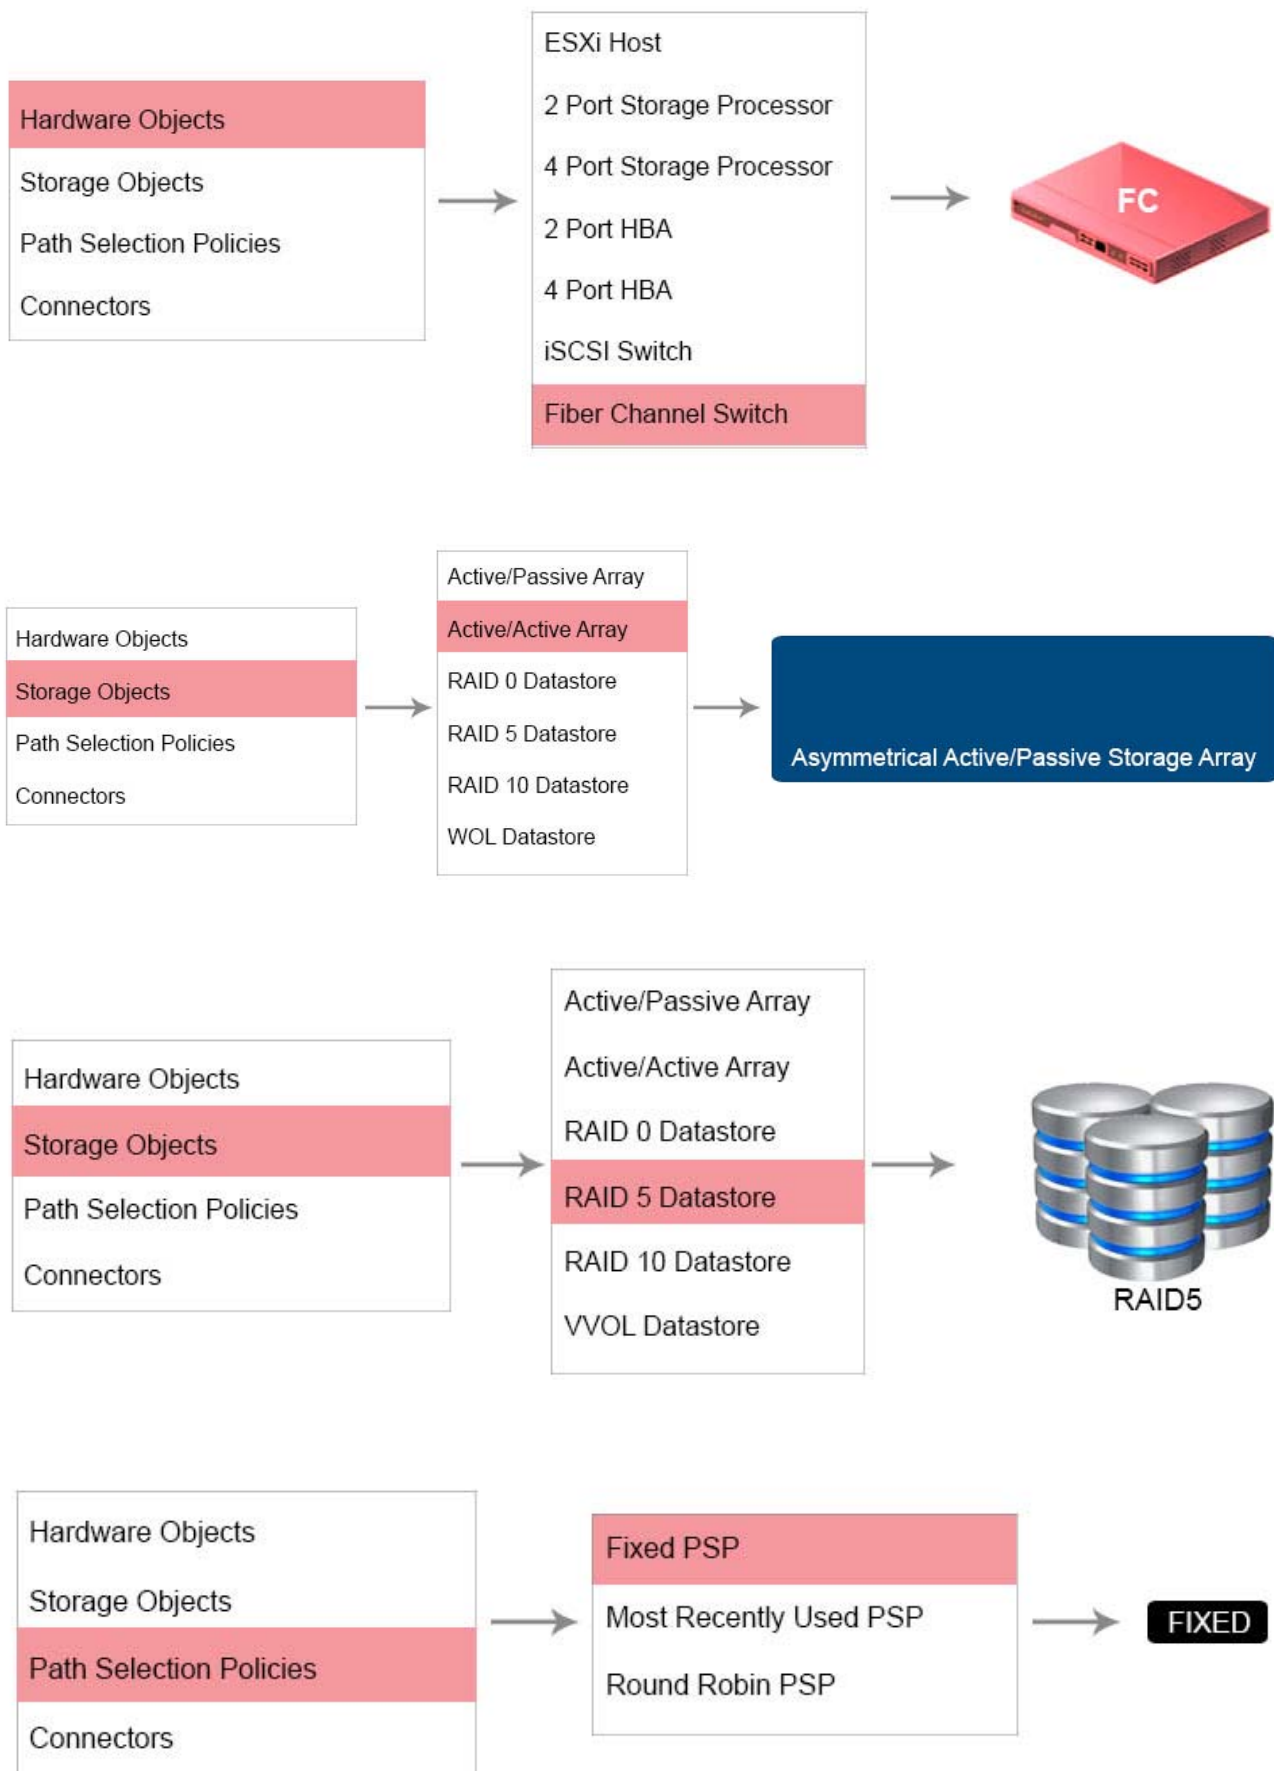 Hardware Objects
Storage Objects
Path Selection Policies
Connectors
ESXi Host
2 Port Storage Processor
4 Port Storage Processor
2 Port HBA
4 Port HBA
iSCSI Switch
Fiber Channel Switch
FC
Hardware Objects
Storage Objects
Path Selection Policies
Connectors
Active/Passive Array
Active/Active Array
RAID 0 Datastore
RAID 5 Datastore
RAID 10 Datastore
WOL Datastore
Asymmetrical Active/Passive Storage Array
Hardware Objects
Storage Objects
Path Selection Policies
Connectors
Active/Passive Array
Active/Active Array
RAID 0 Datastore
RAID 5 Datastore
RAID 10 Datastore
VVOL Datastore
RAID5
Hardware Objects
Storage Objects
Path Selection Policies
Connectors
Fixed PSP
Most Recently Used PSP
Round Robin PSP
FIXED